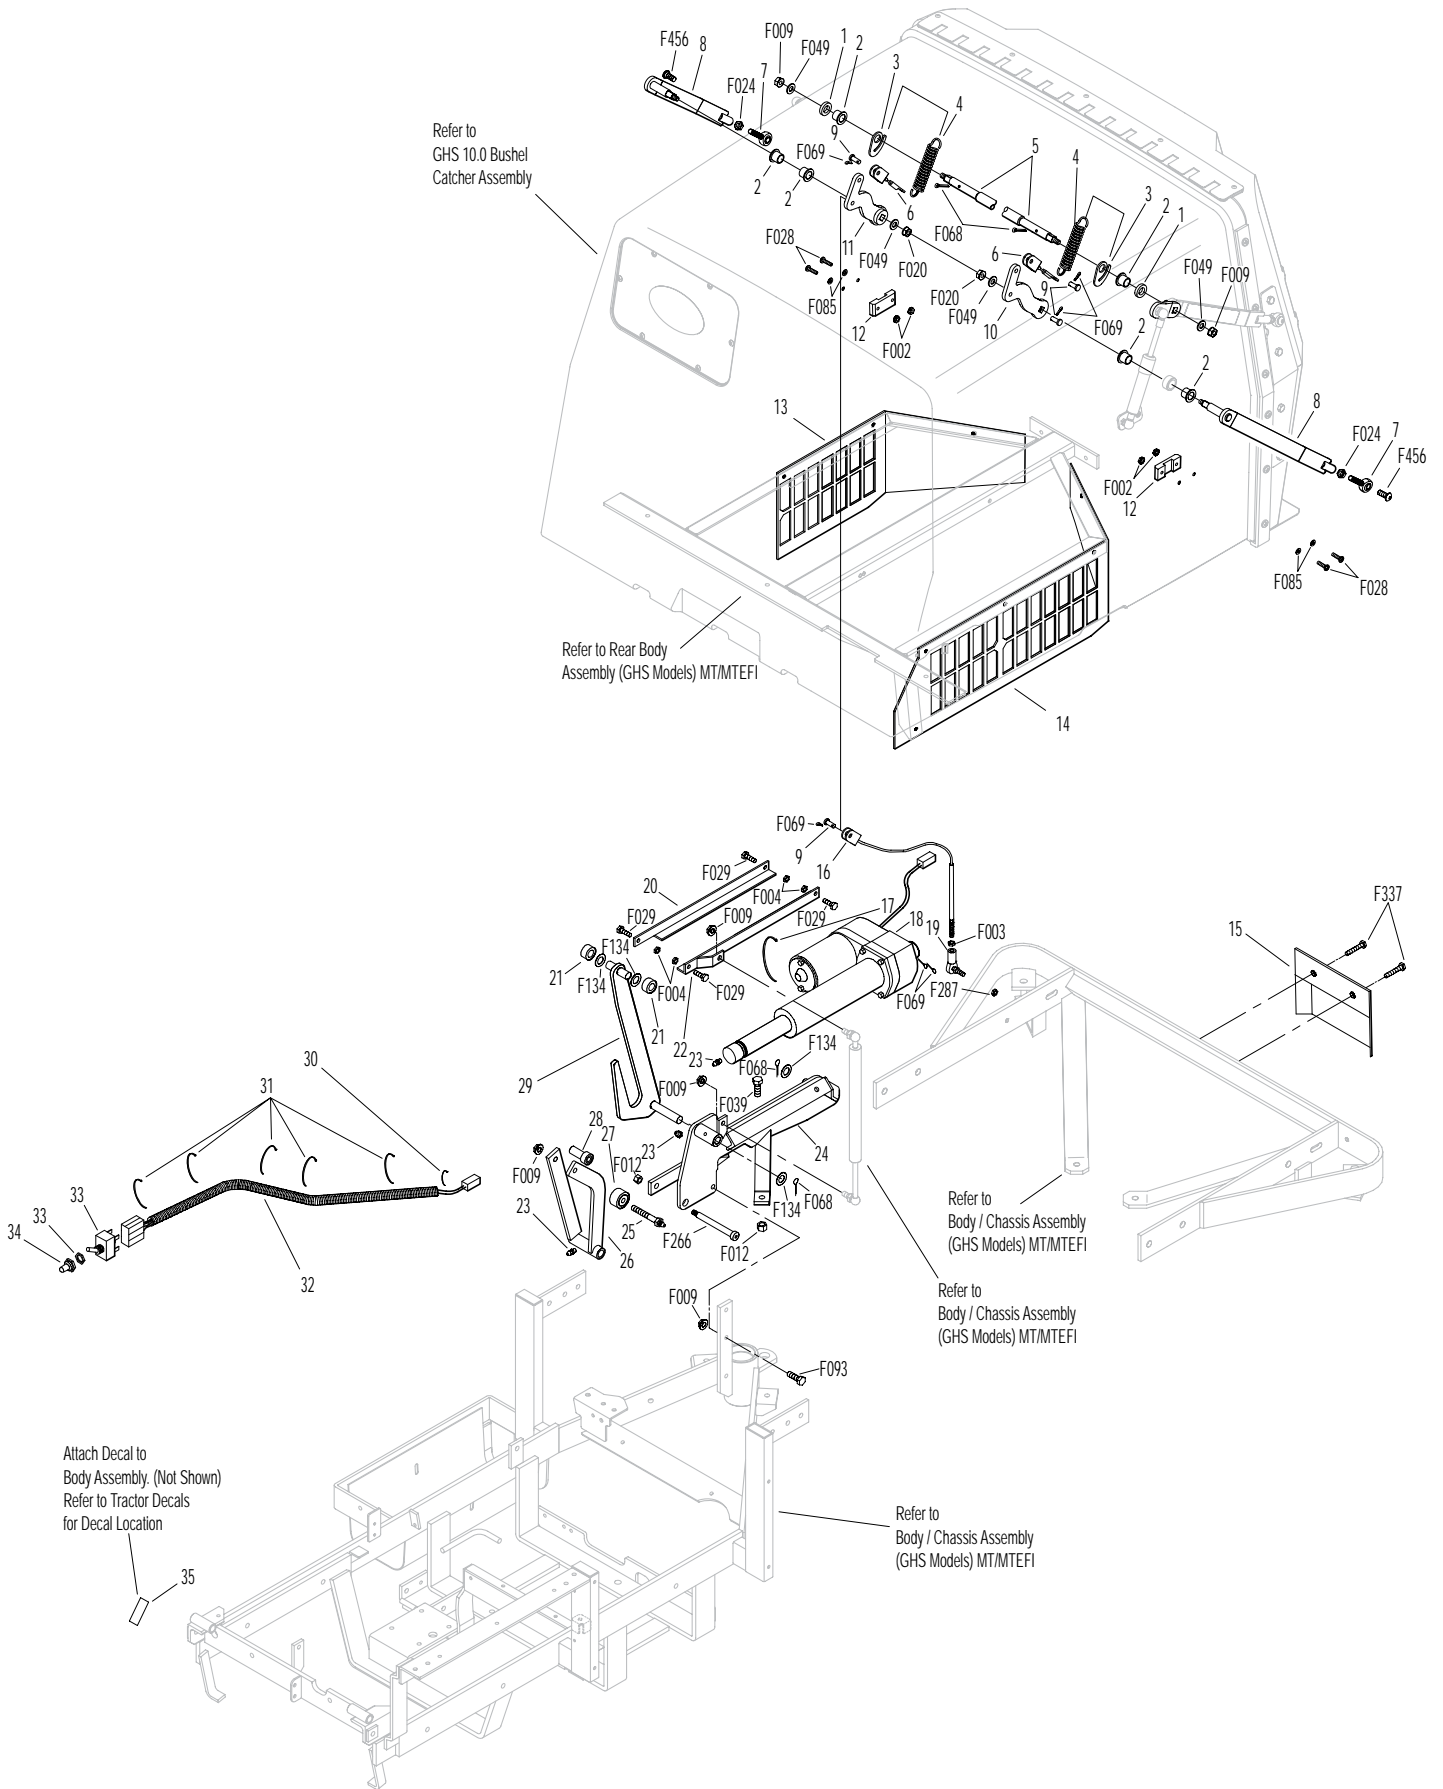 F009
F456
8
F049
1
2
F024
7
3
4
Refer to
GHS 10.0 Bushel
Catcher Assembly
9
F069
5
4
2
2
6
3
2
1
11
F068
F028
F049
F020
6
F049
F009
F085
12
F002
F020
F049
9
10
F069
2
2
8
F024
7
F456
13
F002
12
F085
F028
Refer to Rear Body
Assembly (GHS Models) MT/MTEFI
14
F069
9
16
F029
20
F004
F337
15
F029
F009
F029
17
18
19
F003
21
F134
F134
F004
F029
21
F069
F287
22
23
F134
F068
30
31
29
F009
F039
28
27
23
24
F009
F012
33
33
34
23
25
26
F266
F134
F068
F012
32
Refer to
Body / Chassis Assembly
(GHS Models) MT/MTEFI
Refer to
Body / Chassis Assembly
(GHS Models) MT/MTEFI
F009
F093
Attach Decal to
Body Assembly. (Not Shown)
Refer to Tractor Decals
for Decal Location
35
Refer to
Body / Chassis Assembly
(GHS Models) MT/MTEFI